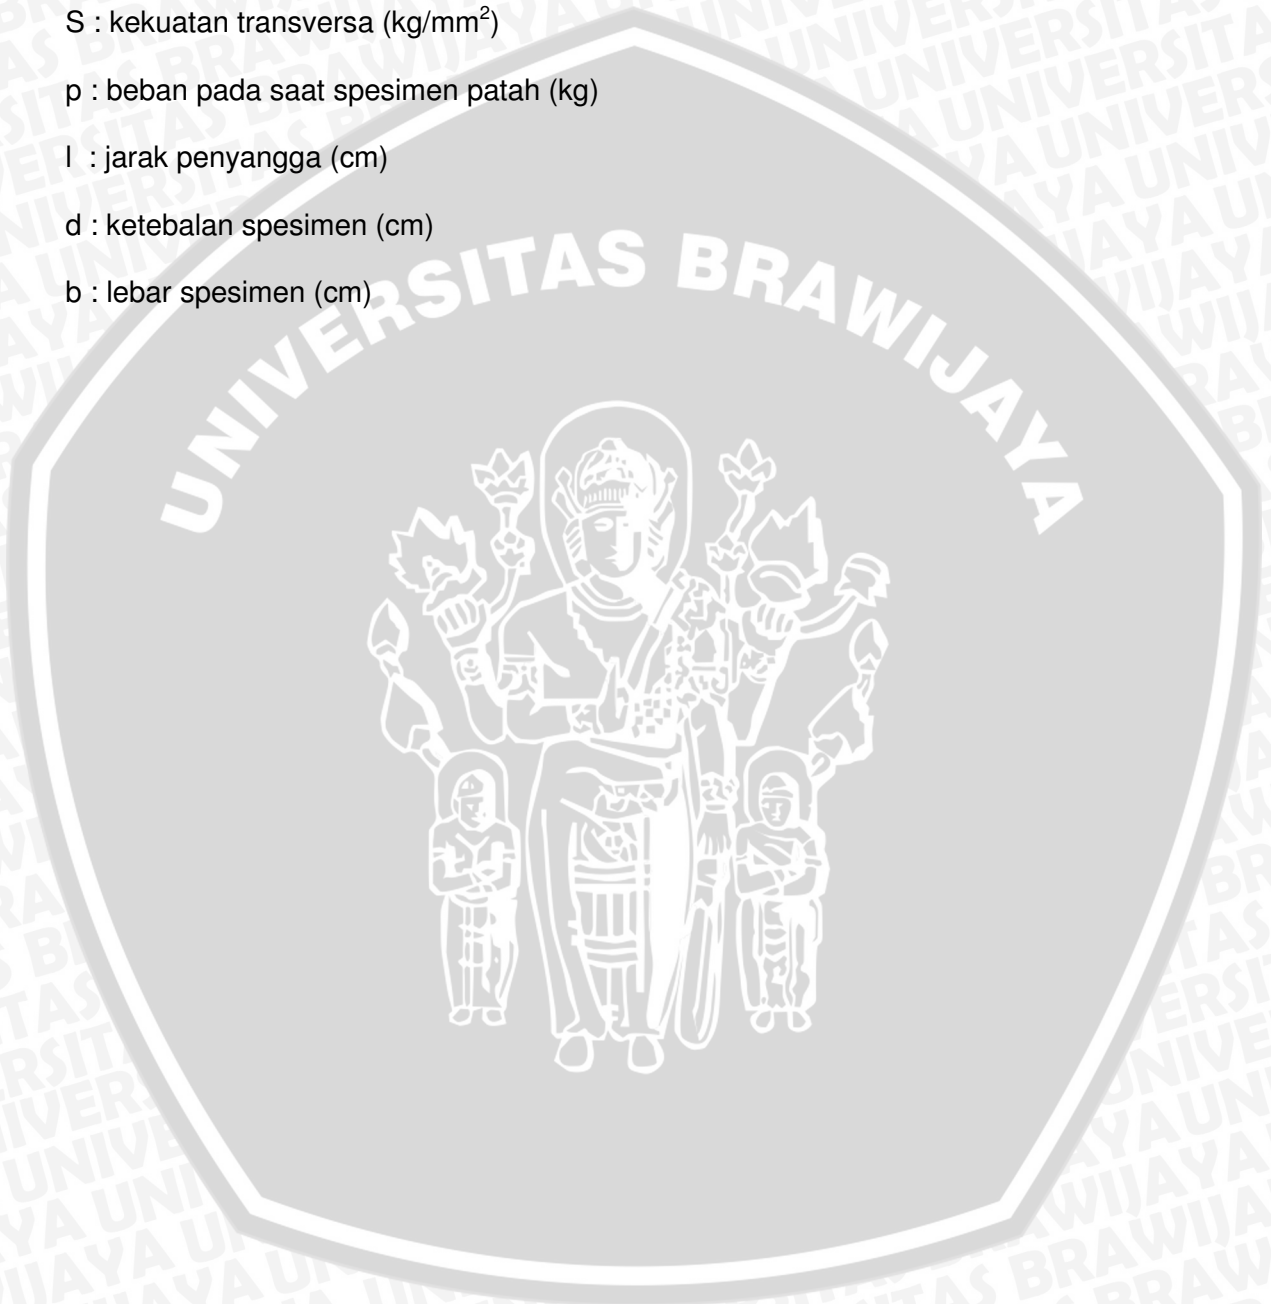 S : kekuatan transversa (kg/mm²)
p : beban pada saat spesimen patah (kg)
l : jarak penyangga (cm)
d : ketebalan spesimen (cm)
b : lebar spesimen (cm)
UNIVERSITAS BRAWIJAYA